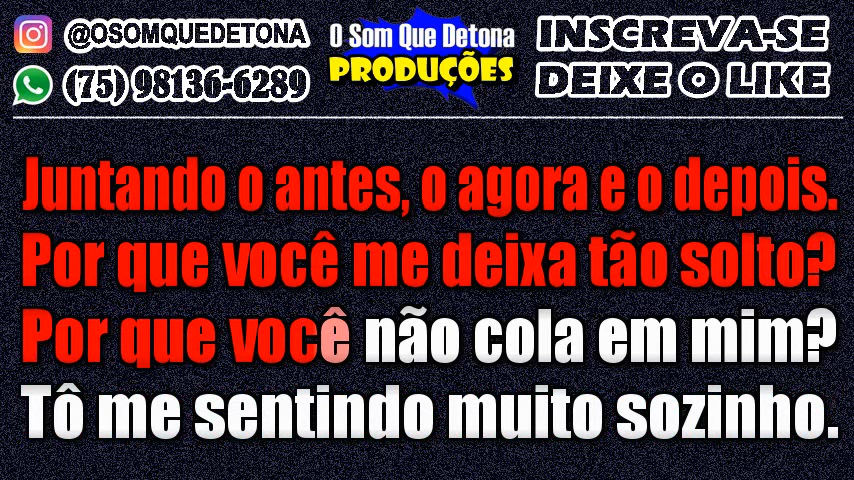 @OSOMQUEDETONA
(75) 98136-6289
O Som Que Detona
PRODUÇÕES
INSCREVA-SE
DEIXE O LIKE
Juntando o antes, o agora e o depois.
Por que você me deixa tão solto?
Por que você não cola em mim?
Tô me sentindo muito sozinho.